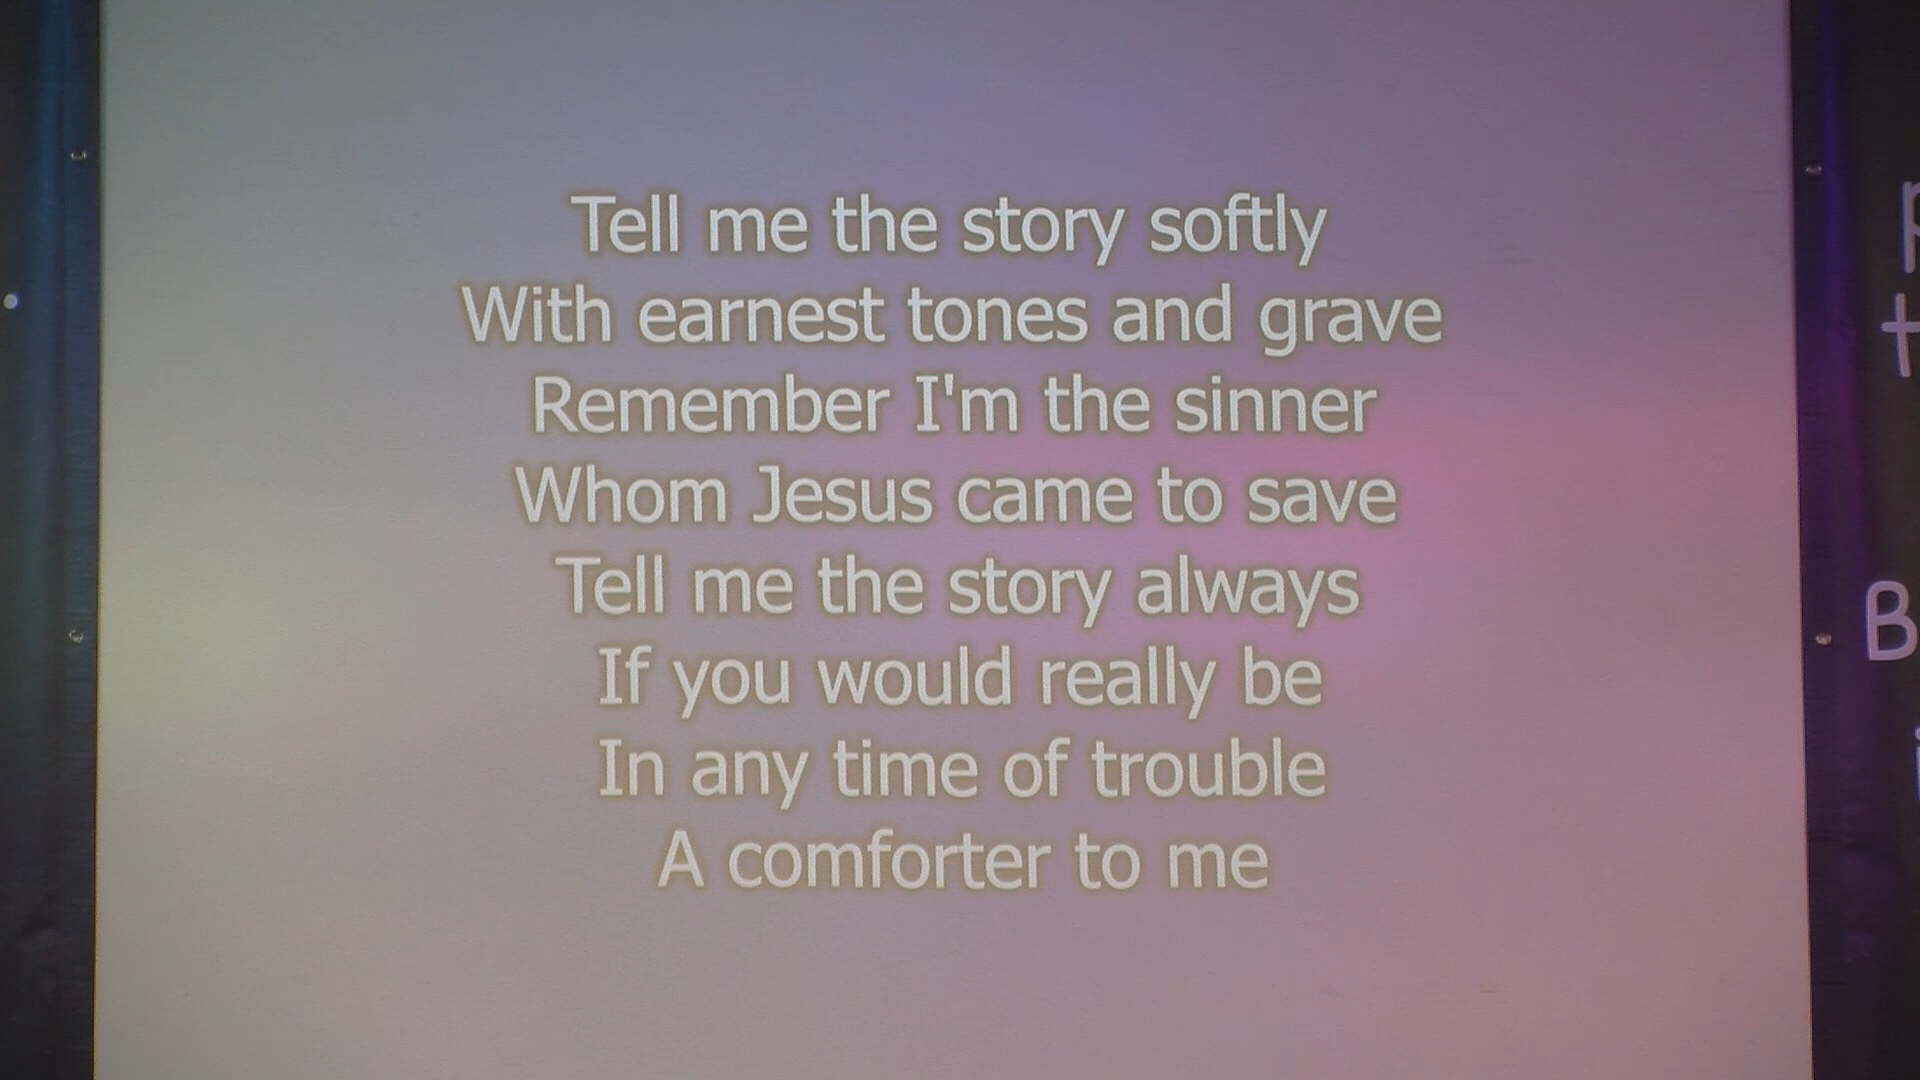 Tell me the story softly
With earnest tones and grave
Remember I'm the sinner
Whom Jesus came to save
Tell me the story always
If you would really be
In any time of trouble
A comforter to me
B